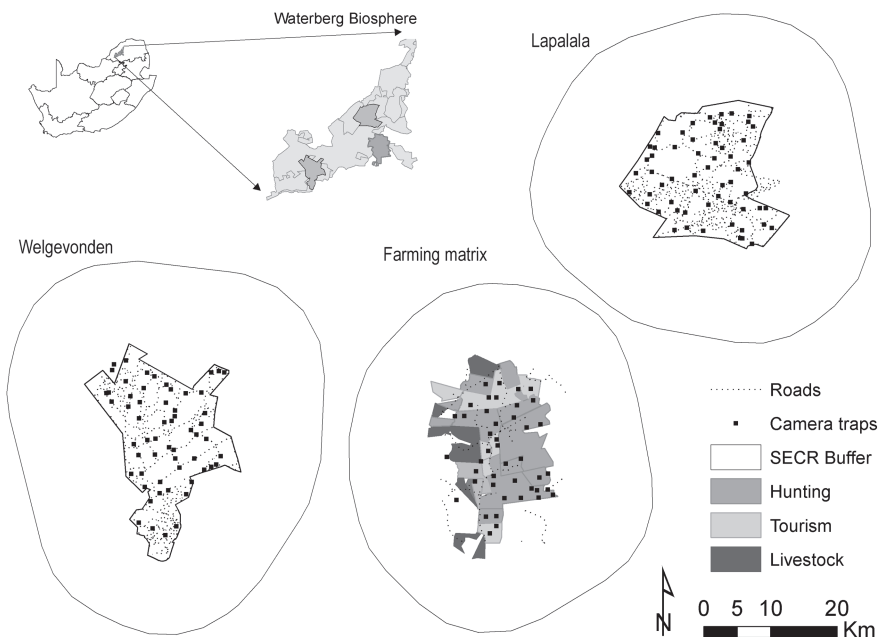 Waterberg Biosphere
Lapalala
Welgevonden
Farming matrix
Roads
Camera traps
SECR Buffer
Hunting
Tourism
Livestock
N
0 5 10 20
Km